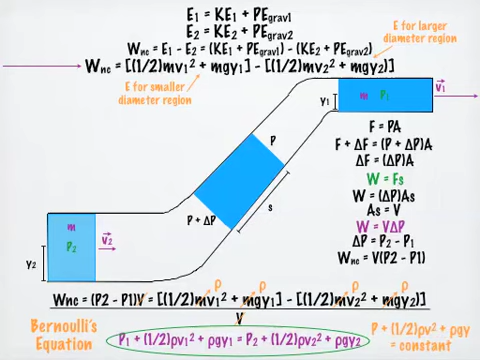 E₁ = KE₁ + PEgrav1
E₂ = KE₂ + PEgrav2
Wnc = E₁ - E₂ = (KE₁ + PEgrav1) - (KE₂ + PEgrav2)
Wnc = [(1/2)mv₁² + mgy₁] - [(1/2)mv₂² + mgy₂)]
E for larger
diameter region
E for smaller
diameter region
y₁
m P₁
v₁
P
F = PA
F + ΔF = (P + ΔP)A
ΔF = (ΔP)A
W = Fs
W = (ΔP)As
As = V
W = VΔP
ΔP = P₂ - P₁
Wnc = V(P2 - P1)
s
P + ΔP
m
P₂
v₂
y₂
ρ ρ ρ ρ
Wnc = (P2 - P1)V = [(1/2)mv₁² + mgy₁)] - [(1/2)mv₂² + mgy₂)]
V
Bernoulli's
Equation
P₁ + (1/2)ρv₁² + ρgy₁ = P₂ + (1/2)ρv₂² + ρgy₂
P + (1/2)ρv² + ρgy
= constant